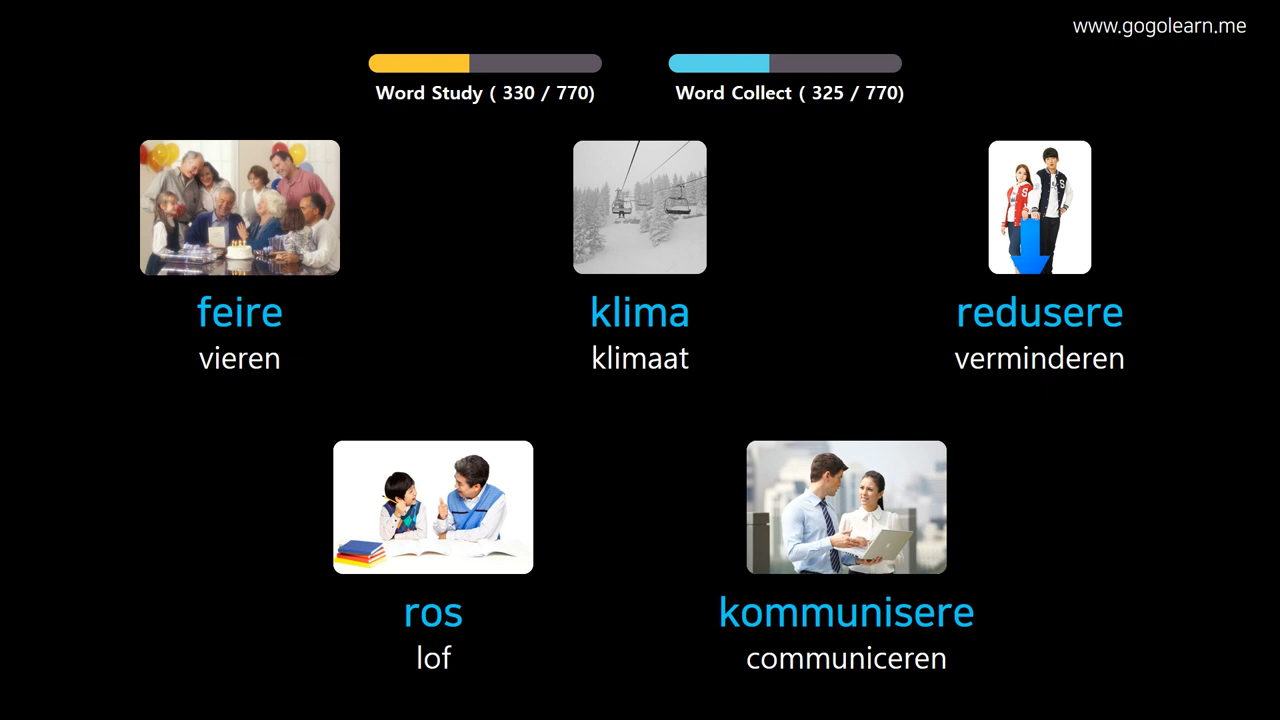 www.gogolearn.me
Word Study ( 330 / 770)
Word Collect ( 325 / 770)
feire
vieren
klima
klimaat
redusere
verminderen
ros
lof
kommunisere
communiceren